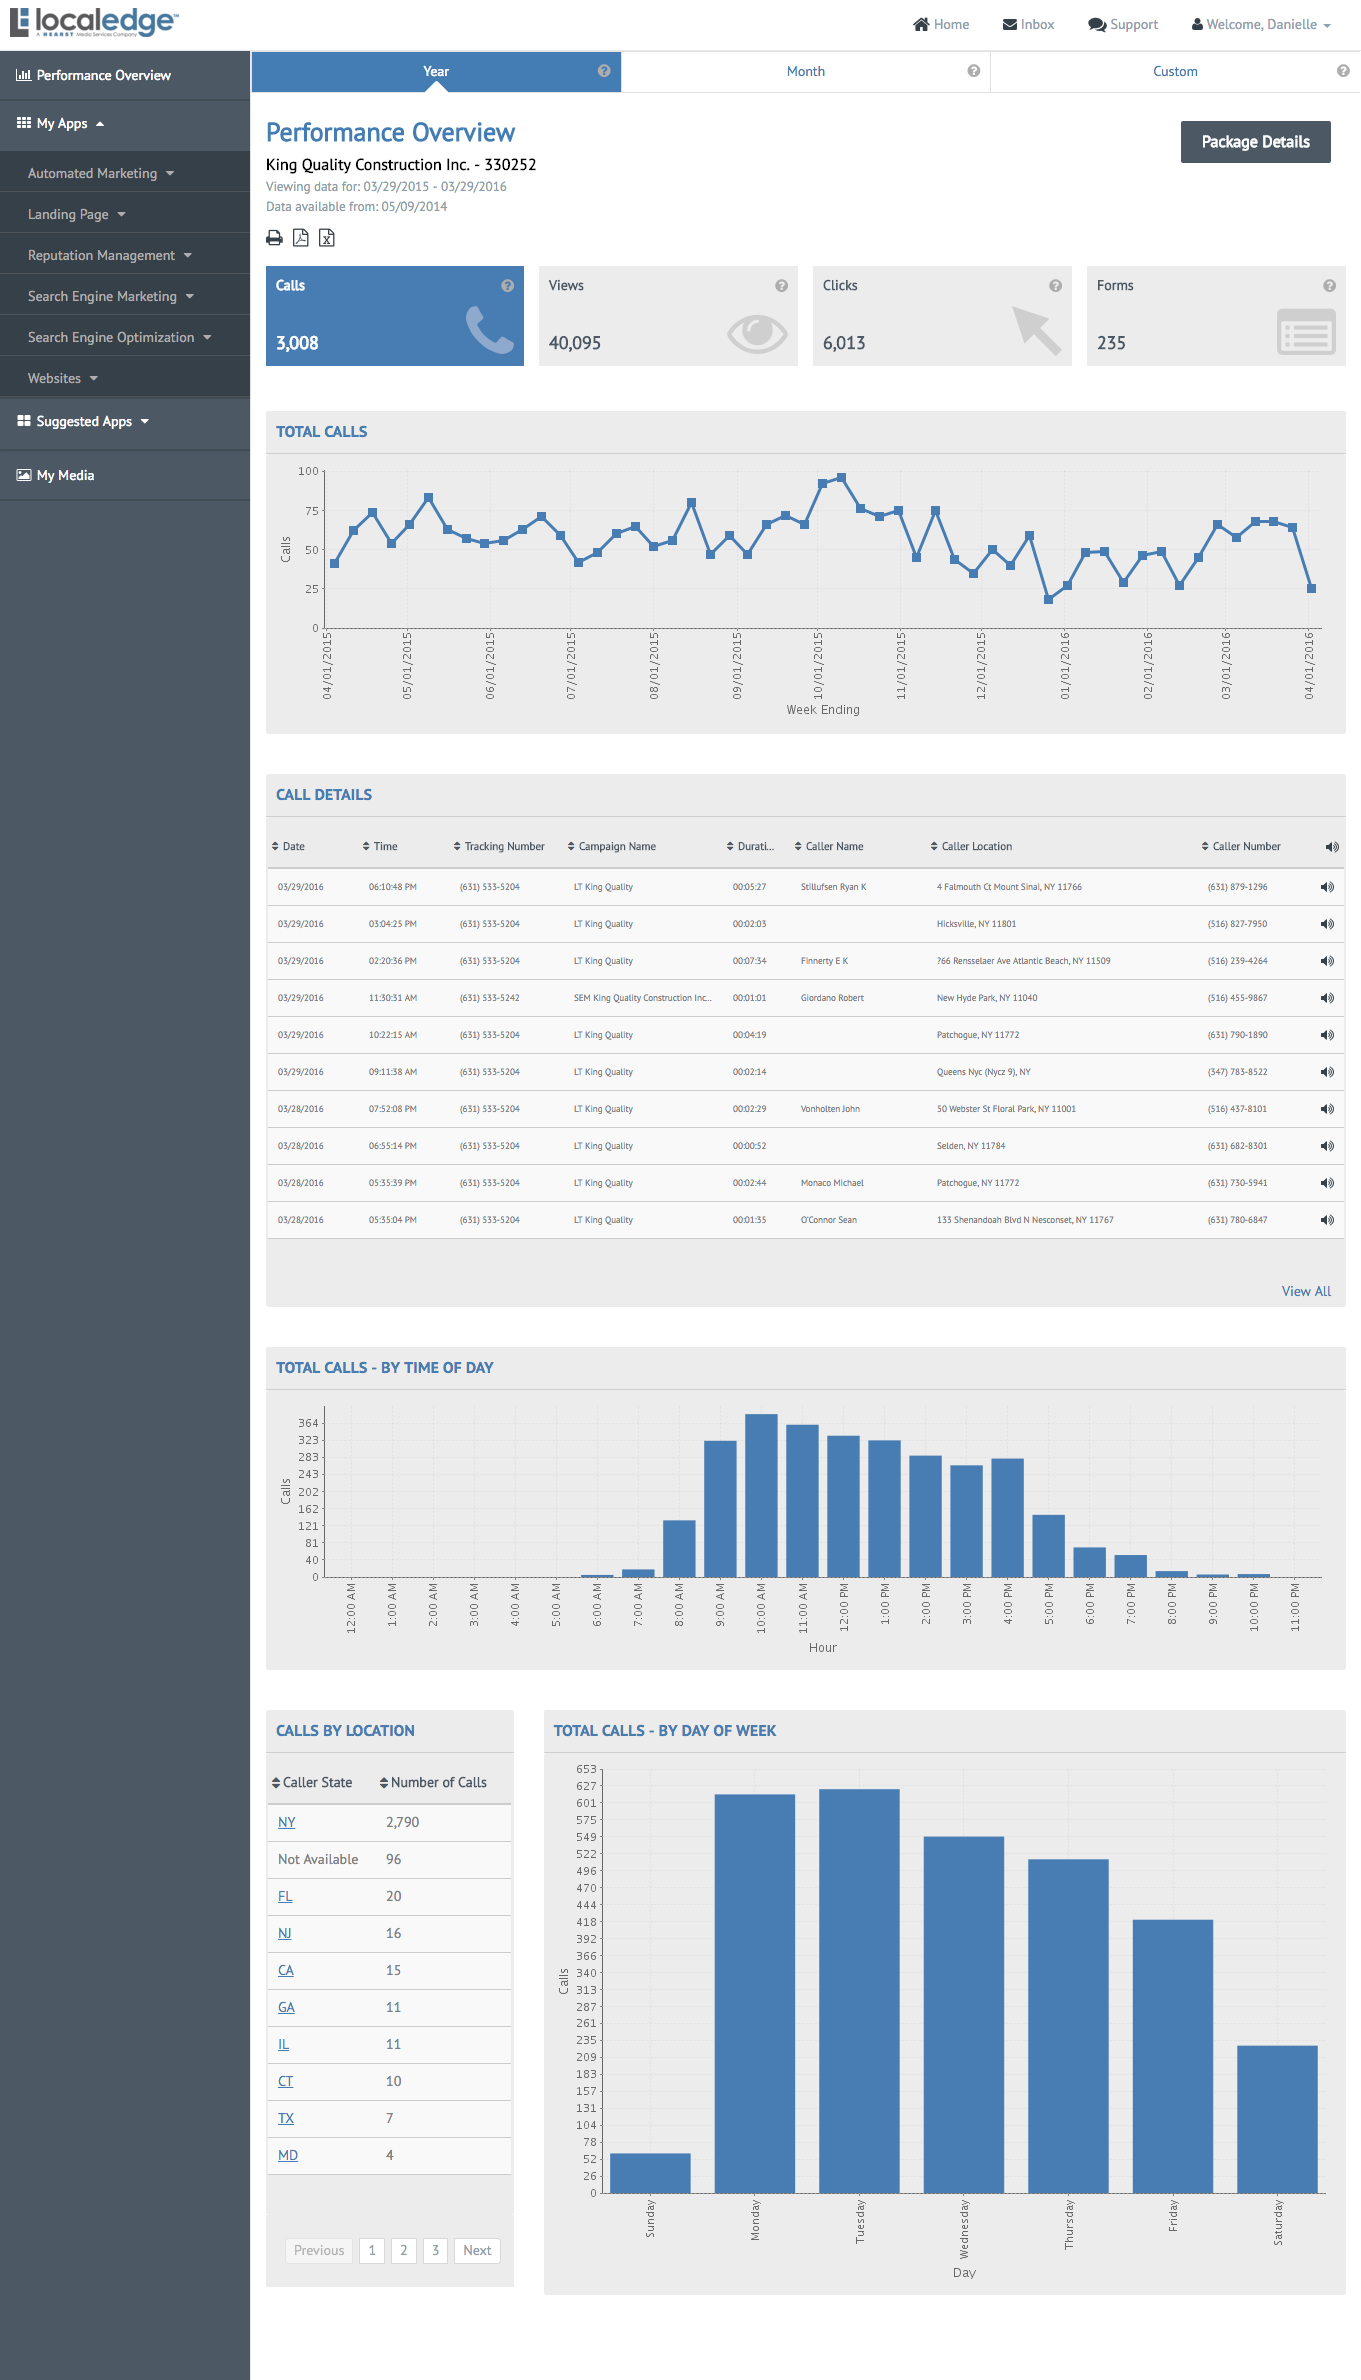 localedge™
A HEARST Media Services Company
Home
Inbox
Support
Welcome, Danielle
Performance Overview
My Apps
Automated Marketing
Landing Page
Reputation Management
Search Engine Marketing
Search Engine Optimization
Websites
Suggested Apps
My Media
Year ?
Month ?
Custom ?
Performance Overview
Package Details
King Quality Construction Inc. - 330252
Viewing data for: 03/29/2015 - 03/29/2016
Data available from: 05/09/2014
Calls ?
3,008
Views ?
40,095
Clicks ?
6,013
Forms ?
235
TOTAL CALLS
100
75
50
25
0
Calls
04/01/2015
05/01/2015
06/01/2015
07/01/2015
08/01/2015
09/01/2015
10/01/2015
11/01/2015
12/01/2015
01/01/2016
02/01/2016
03/01/2016
04/01/2016
Week Ending
CALL DETAILS
Date Time Tracking Number Campaign Name Durati... Caller Name Caller Location Caller Number
03/29/2016 06:10:48 PM (631) 533-5204 LT King Quality 00:05:27 Stillufsen Ryan K 4 Falmouth Ct Mount Sinai, NY 11766 (631) 879-1296
03/29/2016 03:04:25 PM (631) 533-5204 LT King Quality 00:02:03 Hicksville, NY 11801 (516) 827-7950
03/29/2016 02:20:36 PM (631) 533-5204 LT King Quality 00:07:34 Finnerty E K ?66 Rensselaer Ave Atlantic Beach, NY 11509 (516) 239-4264
03/29/2016 11:30:31 AM (631) 533-5242 SEM King Quality Construction Inc... 00:01:01 Giordano Robert New Hyde Park, NY 11040 (516) 455-9867
03/29/2016 10:22:15 AM (631) 533-5204 LT King Quality 00:04:19 Patchogue, NY 11772 (631) 790-1890
03/29/2016 09:11:38 AM (631) 533-5204 LT King Quality 00:02:14 Queens Nyc (Nycz 9), NY (347) 783-8522
03/28/2016 07:52:08 PM (631) 533-5204 LT King Quality 00:02:29 Vonholten John 50 Webster St Floral Park, NY 11001 (516) 437-8101
03/28/2016 06:55:14 PM (631) 533-5204 LT King Quality 00:00:52 Selden, NY 11784 (631) 682-8301
03/28/2016 05:35:39 PM (631) 533-5204 LT King Quality 00:02:44 Monaco Michael Patchogue, NY 11772 (631) 730-5941
03/28/2016 05:35:04 PM (631) 533-5204 LT King Quality 00:01:35 O'Connor Sean 133 Shenandoah Blvd N Nesconset, NY 11767 (631) 780-6847
View All
TOTAL CALLS - BY TIME OF DAY
364
323
283
243
202
162
121
81
40
0
Calls
12:00 AM
1:00 AM
2:00 AM
3:00 AM
4:00 AM
5:00 AM
6:00 AM
7:00 AM
8:00 AM
9:00 AM
10:00 AM
11:00 AM
12:00 PM
1:00 PM
2:00 PM
3:00 PM
4:00 PM
5:00 PM
6:00 PM
7:00 PM
8:00 PM
9:00 PM
10:00 PM
11:00 PM
Hour
CALLS BY LOCATION
Caller State Number of Calls
NY 2,790
Not Available 96
FL 20
NJ 16
CA 15
GA 11
IL 11
CT 10
TX 7
MD 4
Previous 1 2 3 Next
TOTAL CALLS - BY DAY OF WEEK
653
627
601
575
549
522
496
470
444
418
392
366
340
313
287
261
235
209
183
157
131
104
78
52
26
0
Calls
Sunday
Monday
Tuesday
Wednesday
Thursday
Friday
Saturday
Day